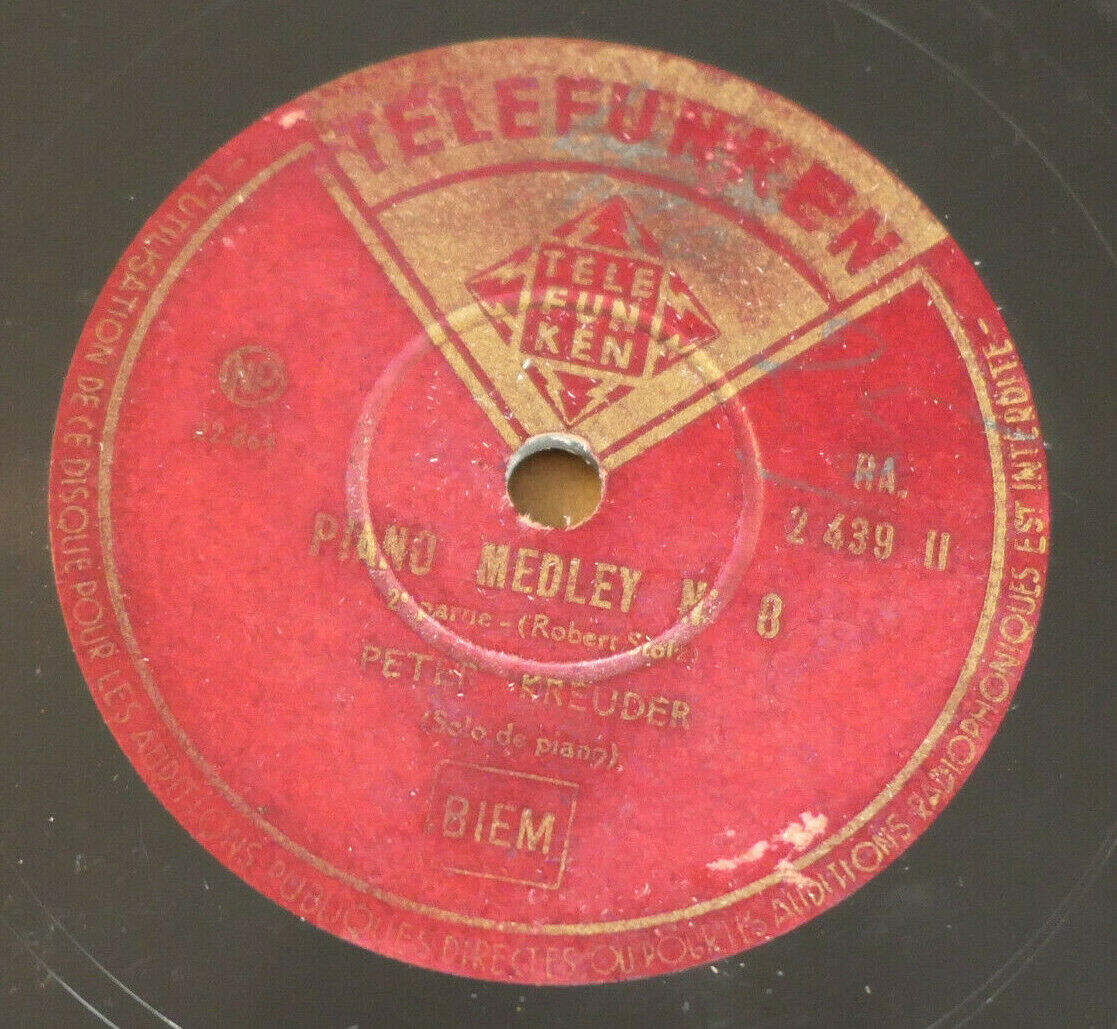 TELEFUNKEN
TELE
FUN
KEN
RA.
2 439 II
PIANO MEDLEY N. 8
2e partie - (Robert Stolz)
PETER KREUDER
(Solo de piano)
BIEM
- L'UTILISATION DE CE DISQUE POUR LES AUDITIONS PUBLIQUES DIRECTES OU POUR LES AUDITIONS RADIOPHONIQUES EST INTERDITE -